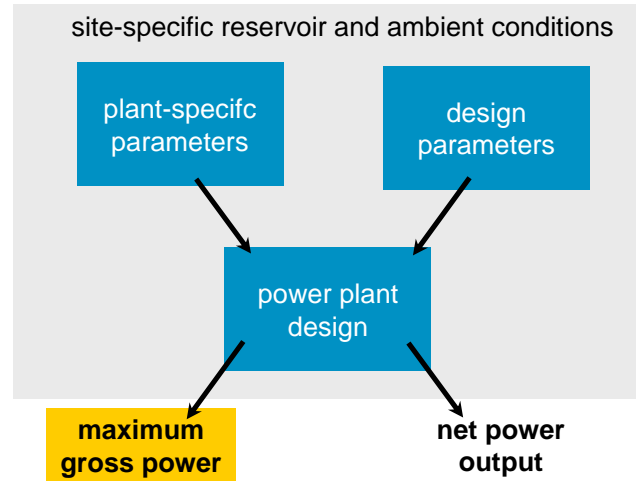 site-specific reservoir and ambient conditions
plant-specifc
parameters
design
parameters
power plant
design
maximum
gross power
net power
output